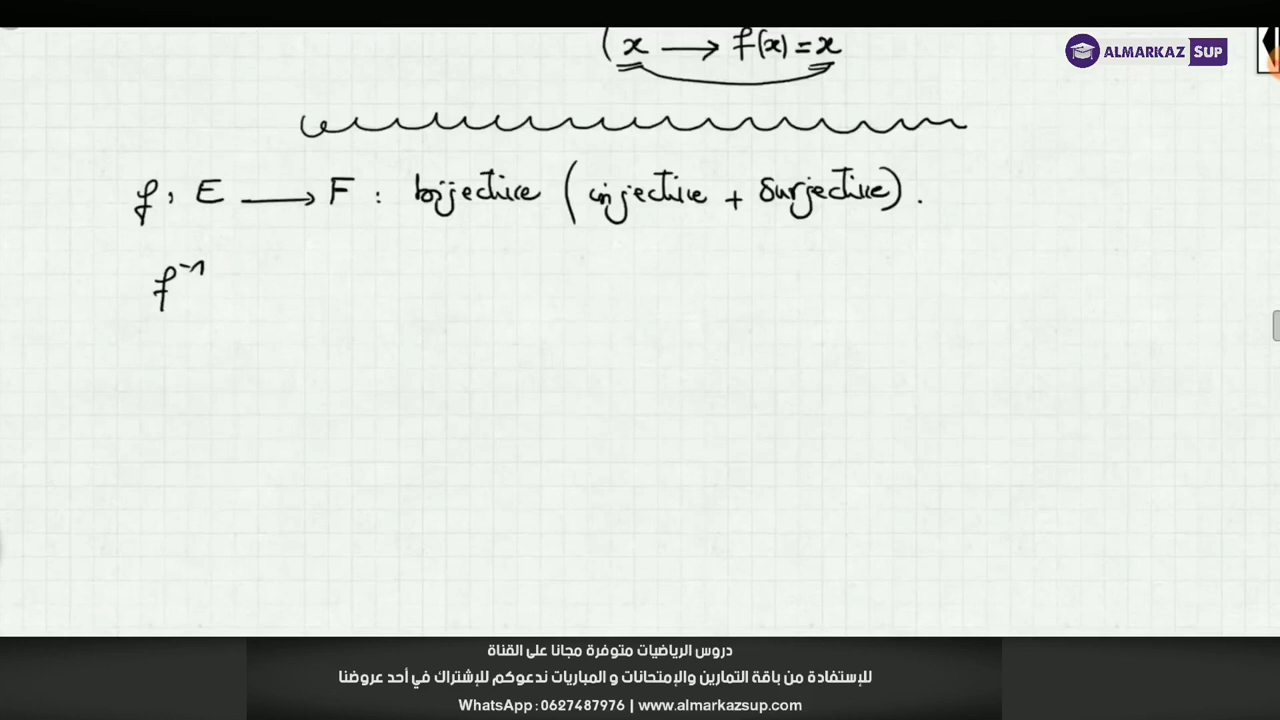 (x → f(x) = x
ALMARKAZ SUP
f, E → F : bijective (injective + Surjective).
f⁻¹
دروس الرياضيات متوفرة مجانا على القناة
للإستفادة من باقة التمارين والإمتحانات و المباريات ندعوكم للإشتراك في أحد عروضنا
WhatsApp : 0627487976 | www.almarkazsup.com